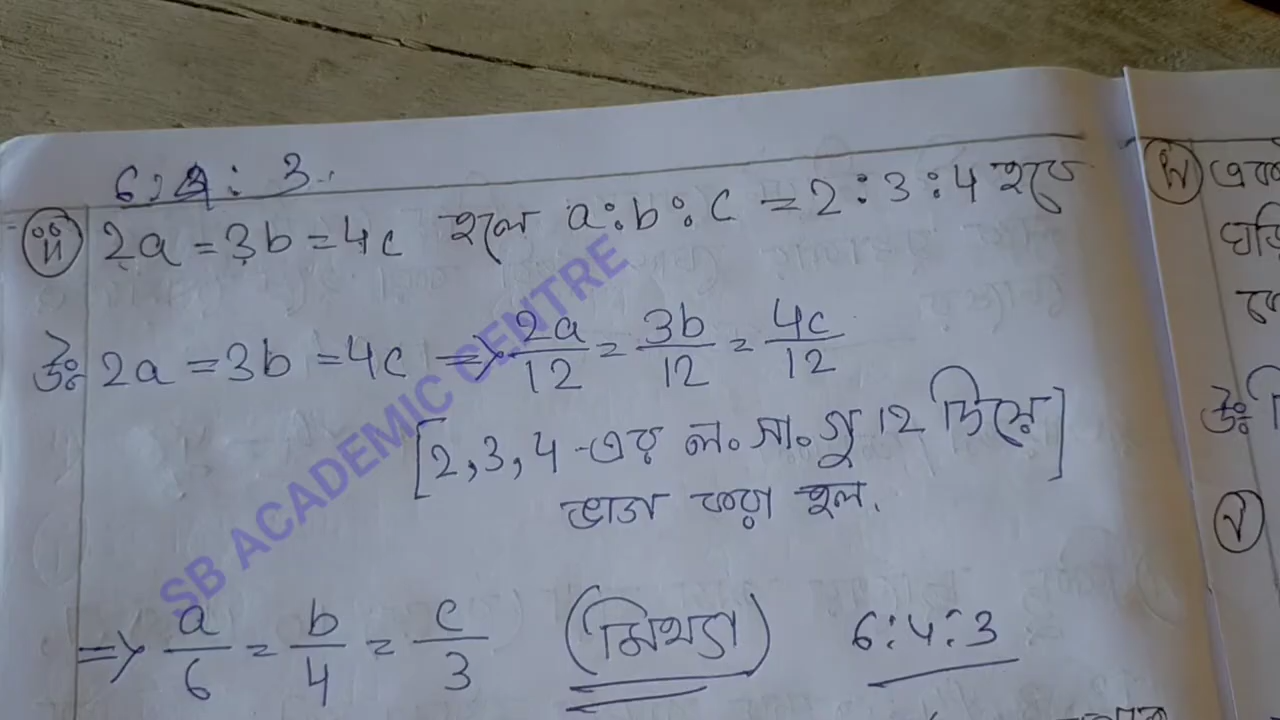 6:4: 3.
iii 2a = 3b = 4c হলে a:b:c = 2:3:4 হবে
উঃ 2a = 3b = 4c ⇒ 2a/12 = 3b/12 = 4c/12
[2,3,4-এর ল.সা.গু 12 দিয়ে]
ভাগ করা হল.
⇒ a/6 = b/4 = c/3 (মিথ্যা) 6:4:3
SB ACADEMIC CENTRE
উঃ